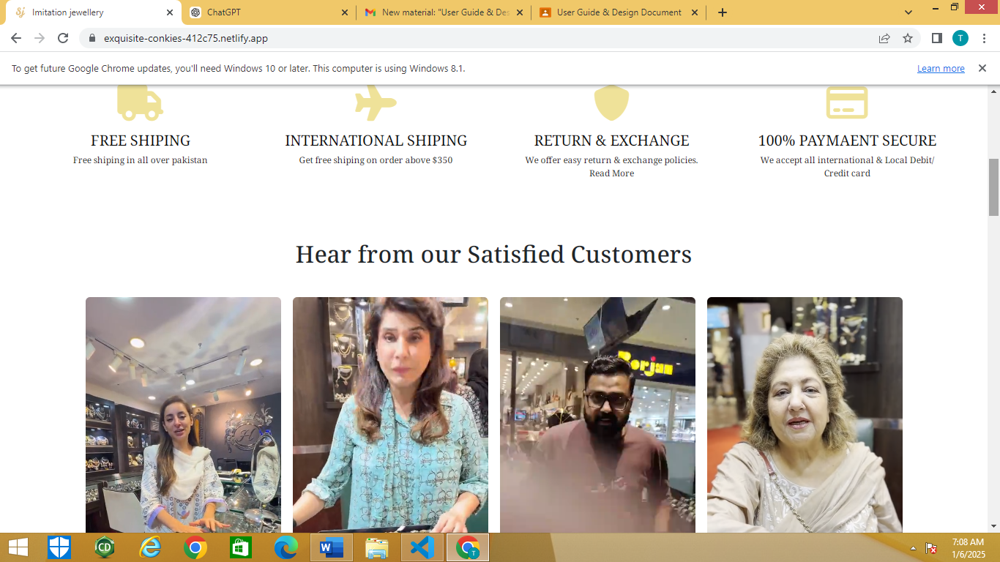 Imitation jewellery
ChatGPT
New material: "User Guide & Des
User Guide & Design Document
exquisite-conkies-412c75.netlify.app
T
To get future Google Chrome updates, you'll need Windows 10 or later. This computer is using Windows 8.1.
Learn more
FREE SHIPING
Free shiping in all over pakistan
INTERNATIONAL SHIPING
Get free shiping on order above $350
RETURN & EXCHANGE
We offer easy return & exchange policies.
Read More
100% PAYMAENT SECURE
We accept all international & Local Debit/
Credit card
Hear from our Satisfied Customers
Borjan
H
CD
W
T
7:08 AM
1/6/2025